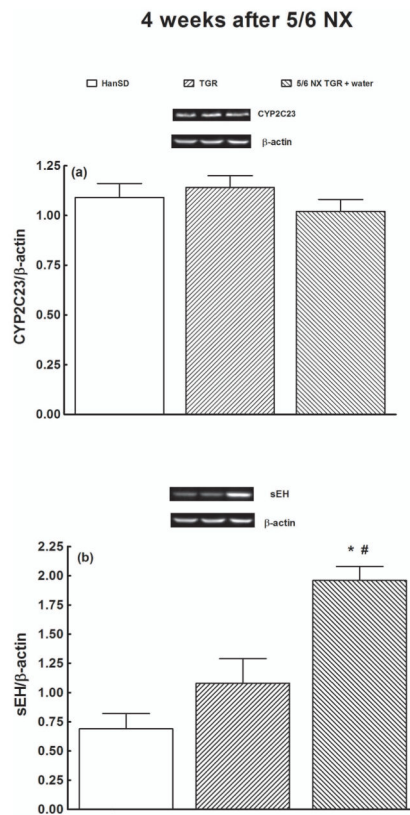 4 weeks after 5/6 NX
HanSD TGR 5/6 NX TGR + water
CYP2C23
β-actin
(a)
1.25
1.00
0.75
0.50
0.25
0.00
CYP2C23/β-actin
sEH
β-actin
(b)
* #
2.25
2.00
1.75
1.50
1.25
1.00
0.75
0.50
0.25
0.00
sEH/β-actin